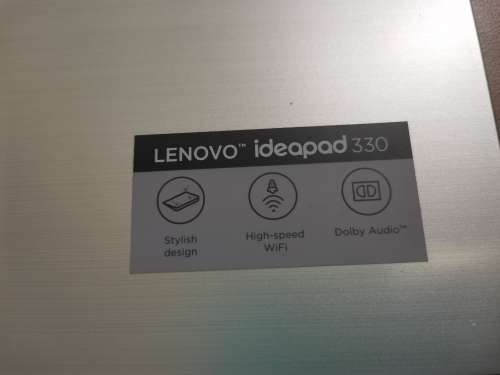 LENOVO™ ideapad 330
Stylish
design
High-speed
WiFi
Dolby Audio™